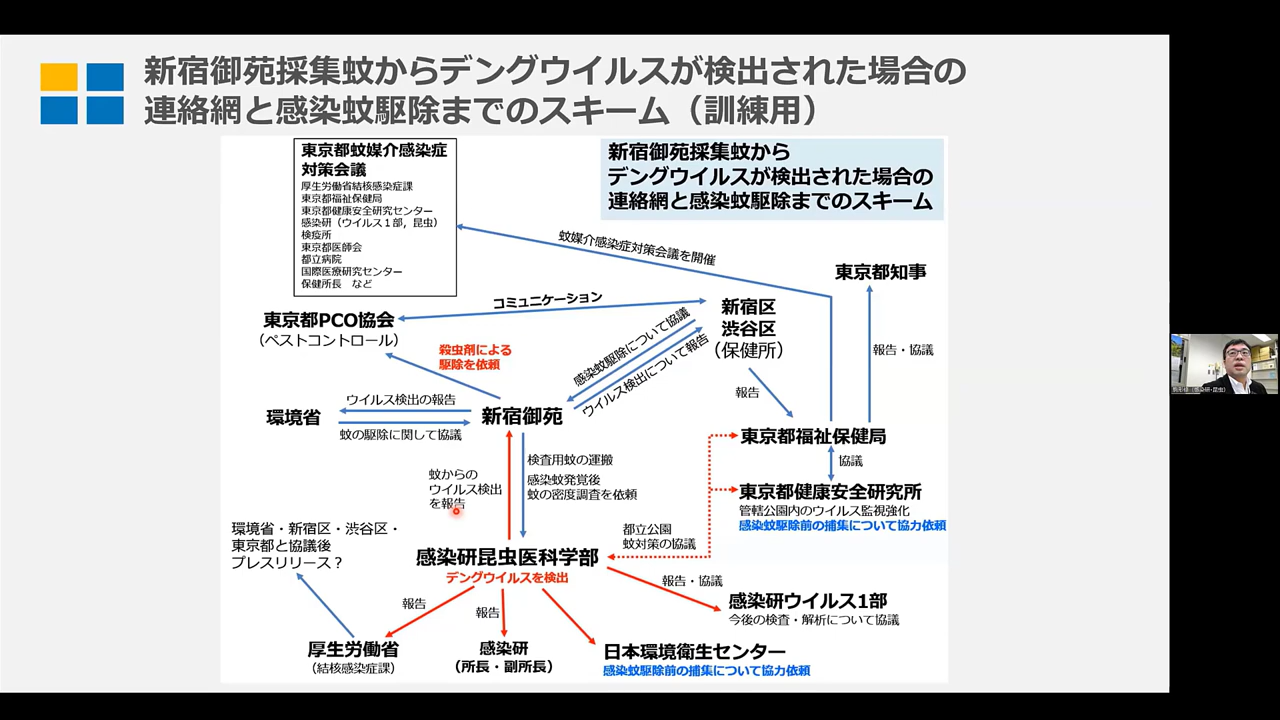 新宿御苑採集蚊からデングウイルスが検出された場合の
連絡網と感染蚊駆除までのスキーム（訓練用）
東京都蚊媒介感染症
対策会議
厚生労働省結核感染症課
東京都福祉保健局
東京都健康安全研究センター
感染研（ウイルス１部，昆虫）
検疫所
東京都医師会
都立病院
国際医療研究センター
保健所長　など
新宿御苑採集蚊から
デングウイルスが検出された場合の
連絡網と感染蚊駆除までのスキーム
蚊媒介感染症対策会議を開催
東京都知事
コミュニケーション
東京都PCO協会
（ペストコントロール）
新宿区
渋谷区
（保健所）
殺虫剤による
駆除を依頼
感染蚊駆除について協議
ウイルス検出について報告
報告・協議
報告
環境省
ウイルス検出の報告
蚊の駆除に関して協議
新宿御苑
東京都福祉保健局
協議
蚊からの
ウイルス検出
を報告
検査用蚊の運搬
感染蚊発覚後
蚊の密度調査を依頼
東京都健康安全研究所
管轄公園内のウイルス監視強化
感染蚊駆除前の捕集について協力依頼
環境省・新宿区・渋谷区・
東京都と協議後
プレスリリース？
都立公園
蚊対策の協議
感染研昆虫医科学部
デングウイルスを検出
報告・協議
感染研ウイルス1部
今後の検査・解析について協議
報告
報告
厚生労働省
（結核感染症課）
感染研
（所長・副所長）
日本環境衛生センター
感染蚊駆除前の捕集について協力依頼